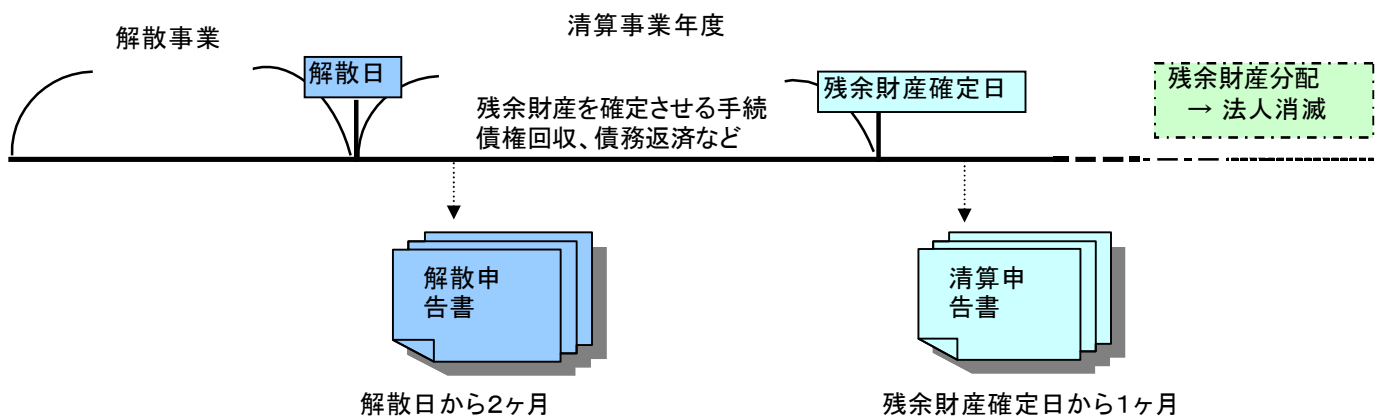 解散事業
清算事業年度
解散日
残余財産確定日
残余財産分配
→ 法人消滅
残余財産を確定させる手続
債権回収、債務返済など
解散申
告書
清算申
告書
解散日から2ヶ月
残余財産確定日から1ヶ月